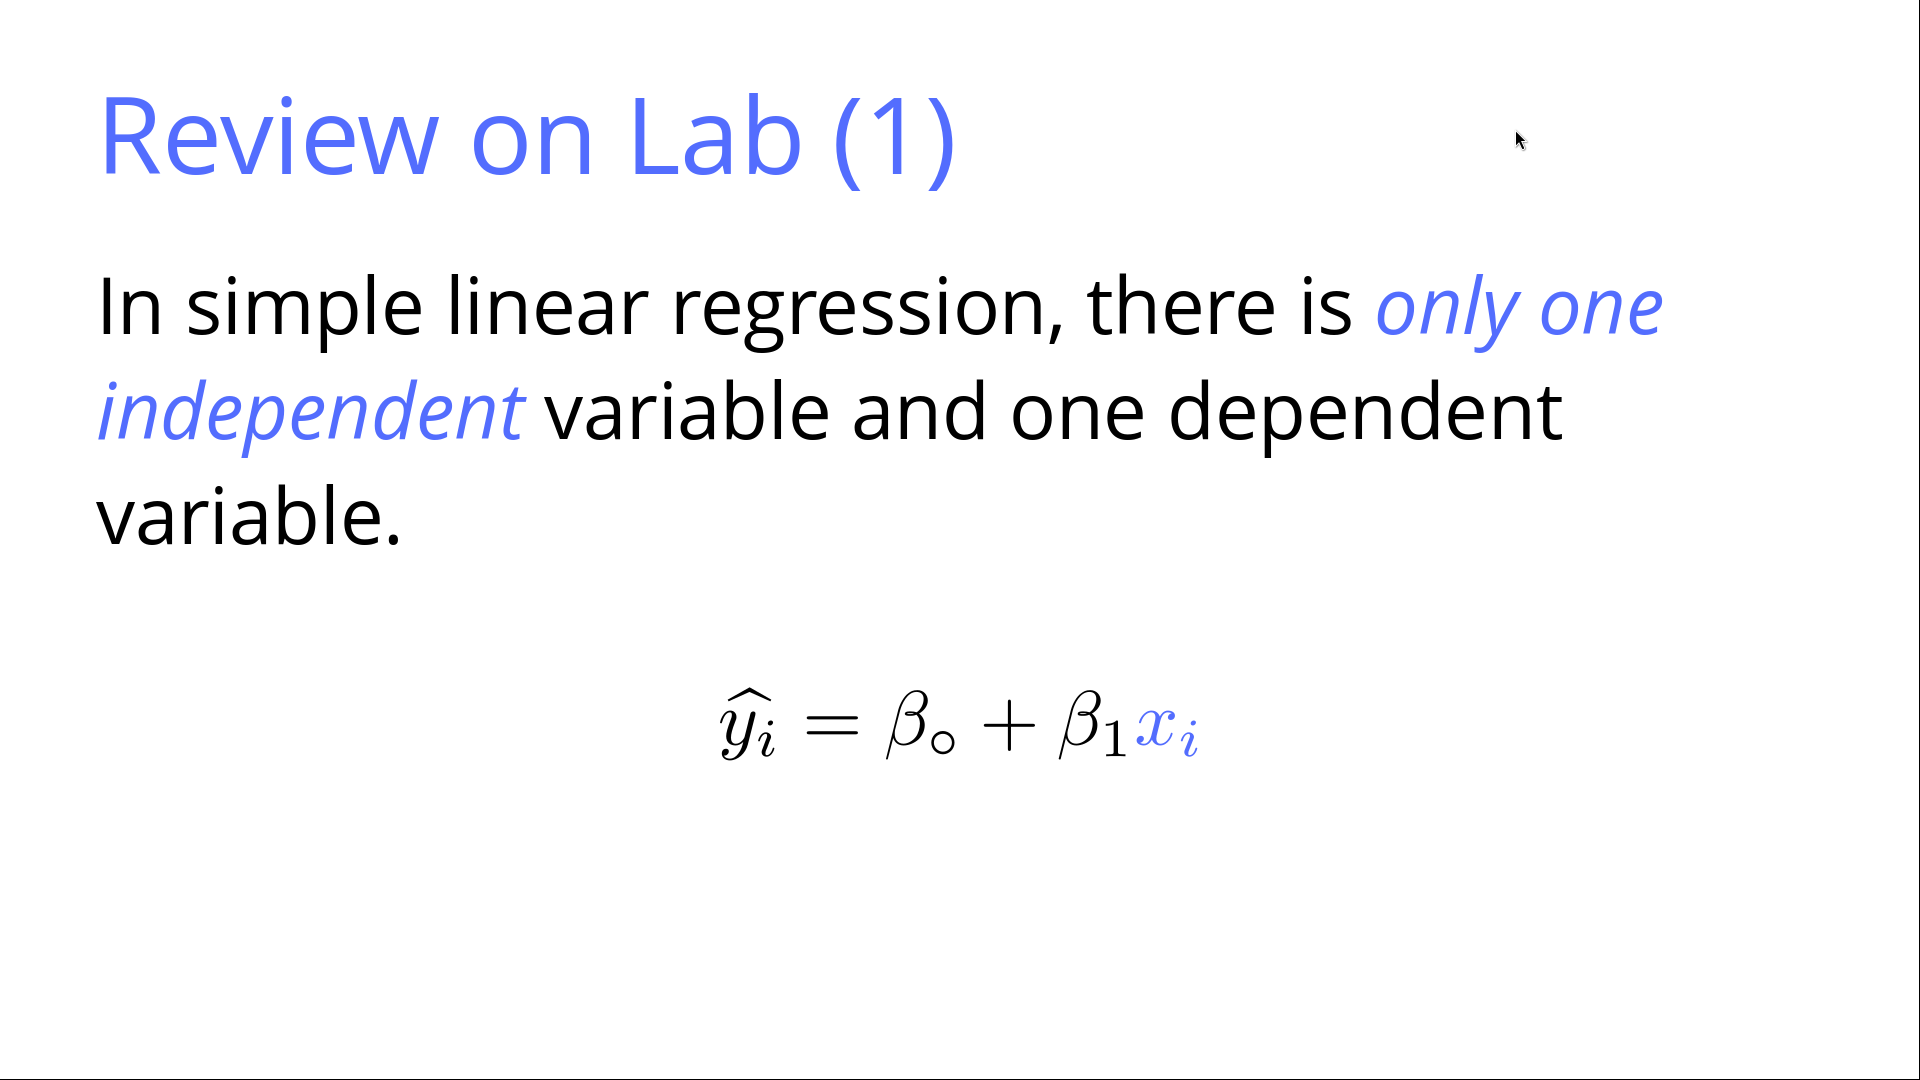 Review on Lab (1)
In simple linear regression, there is only one
independent variable and one dependent
variable.
$\widehat{y_i} = \beta_\circ + \beta_1 x_i$